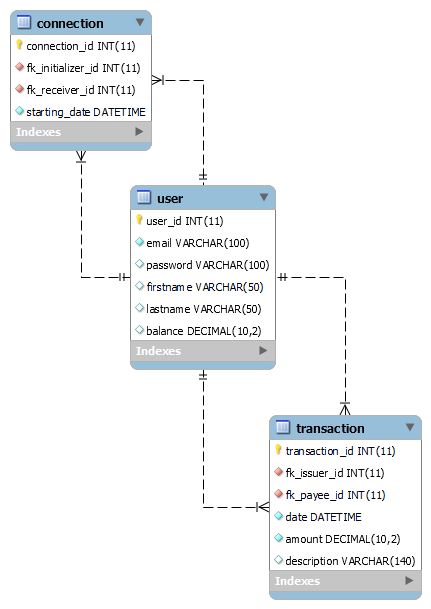 connection
connection_id INT(11)
fk_initializer_id INT(11)
fk_receiver_id INT(11)
starting_date DATETIME
Indexes
user
user_id INT(11)
email VARCHAR(100)
password VARCHAR(100)
firstname VARCHAR(50)
lastname VARCHAR(50)
balance DECIMAL(10,2)
Indexes
transaction
transaction_id INT(11)
fk_issuer_id INT(11)
fk_payee_id INT(11)
date DATETIME
amount DECIMAL(10,2)
description VARCHAR(140)
Indexes